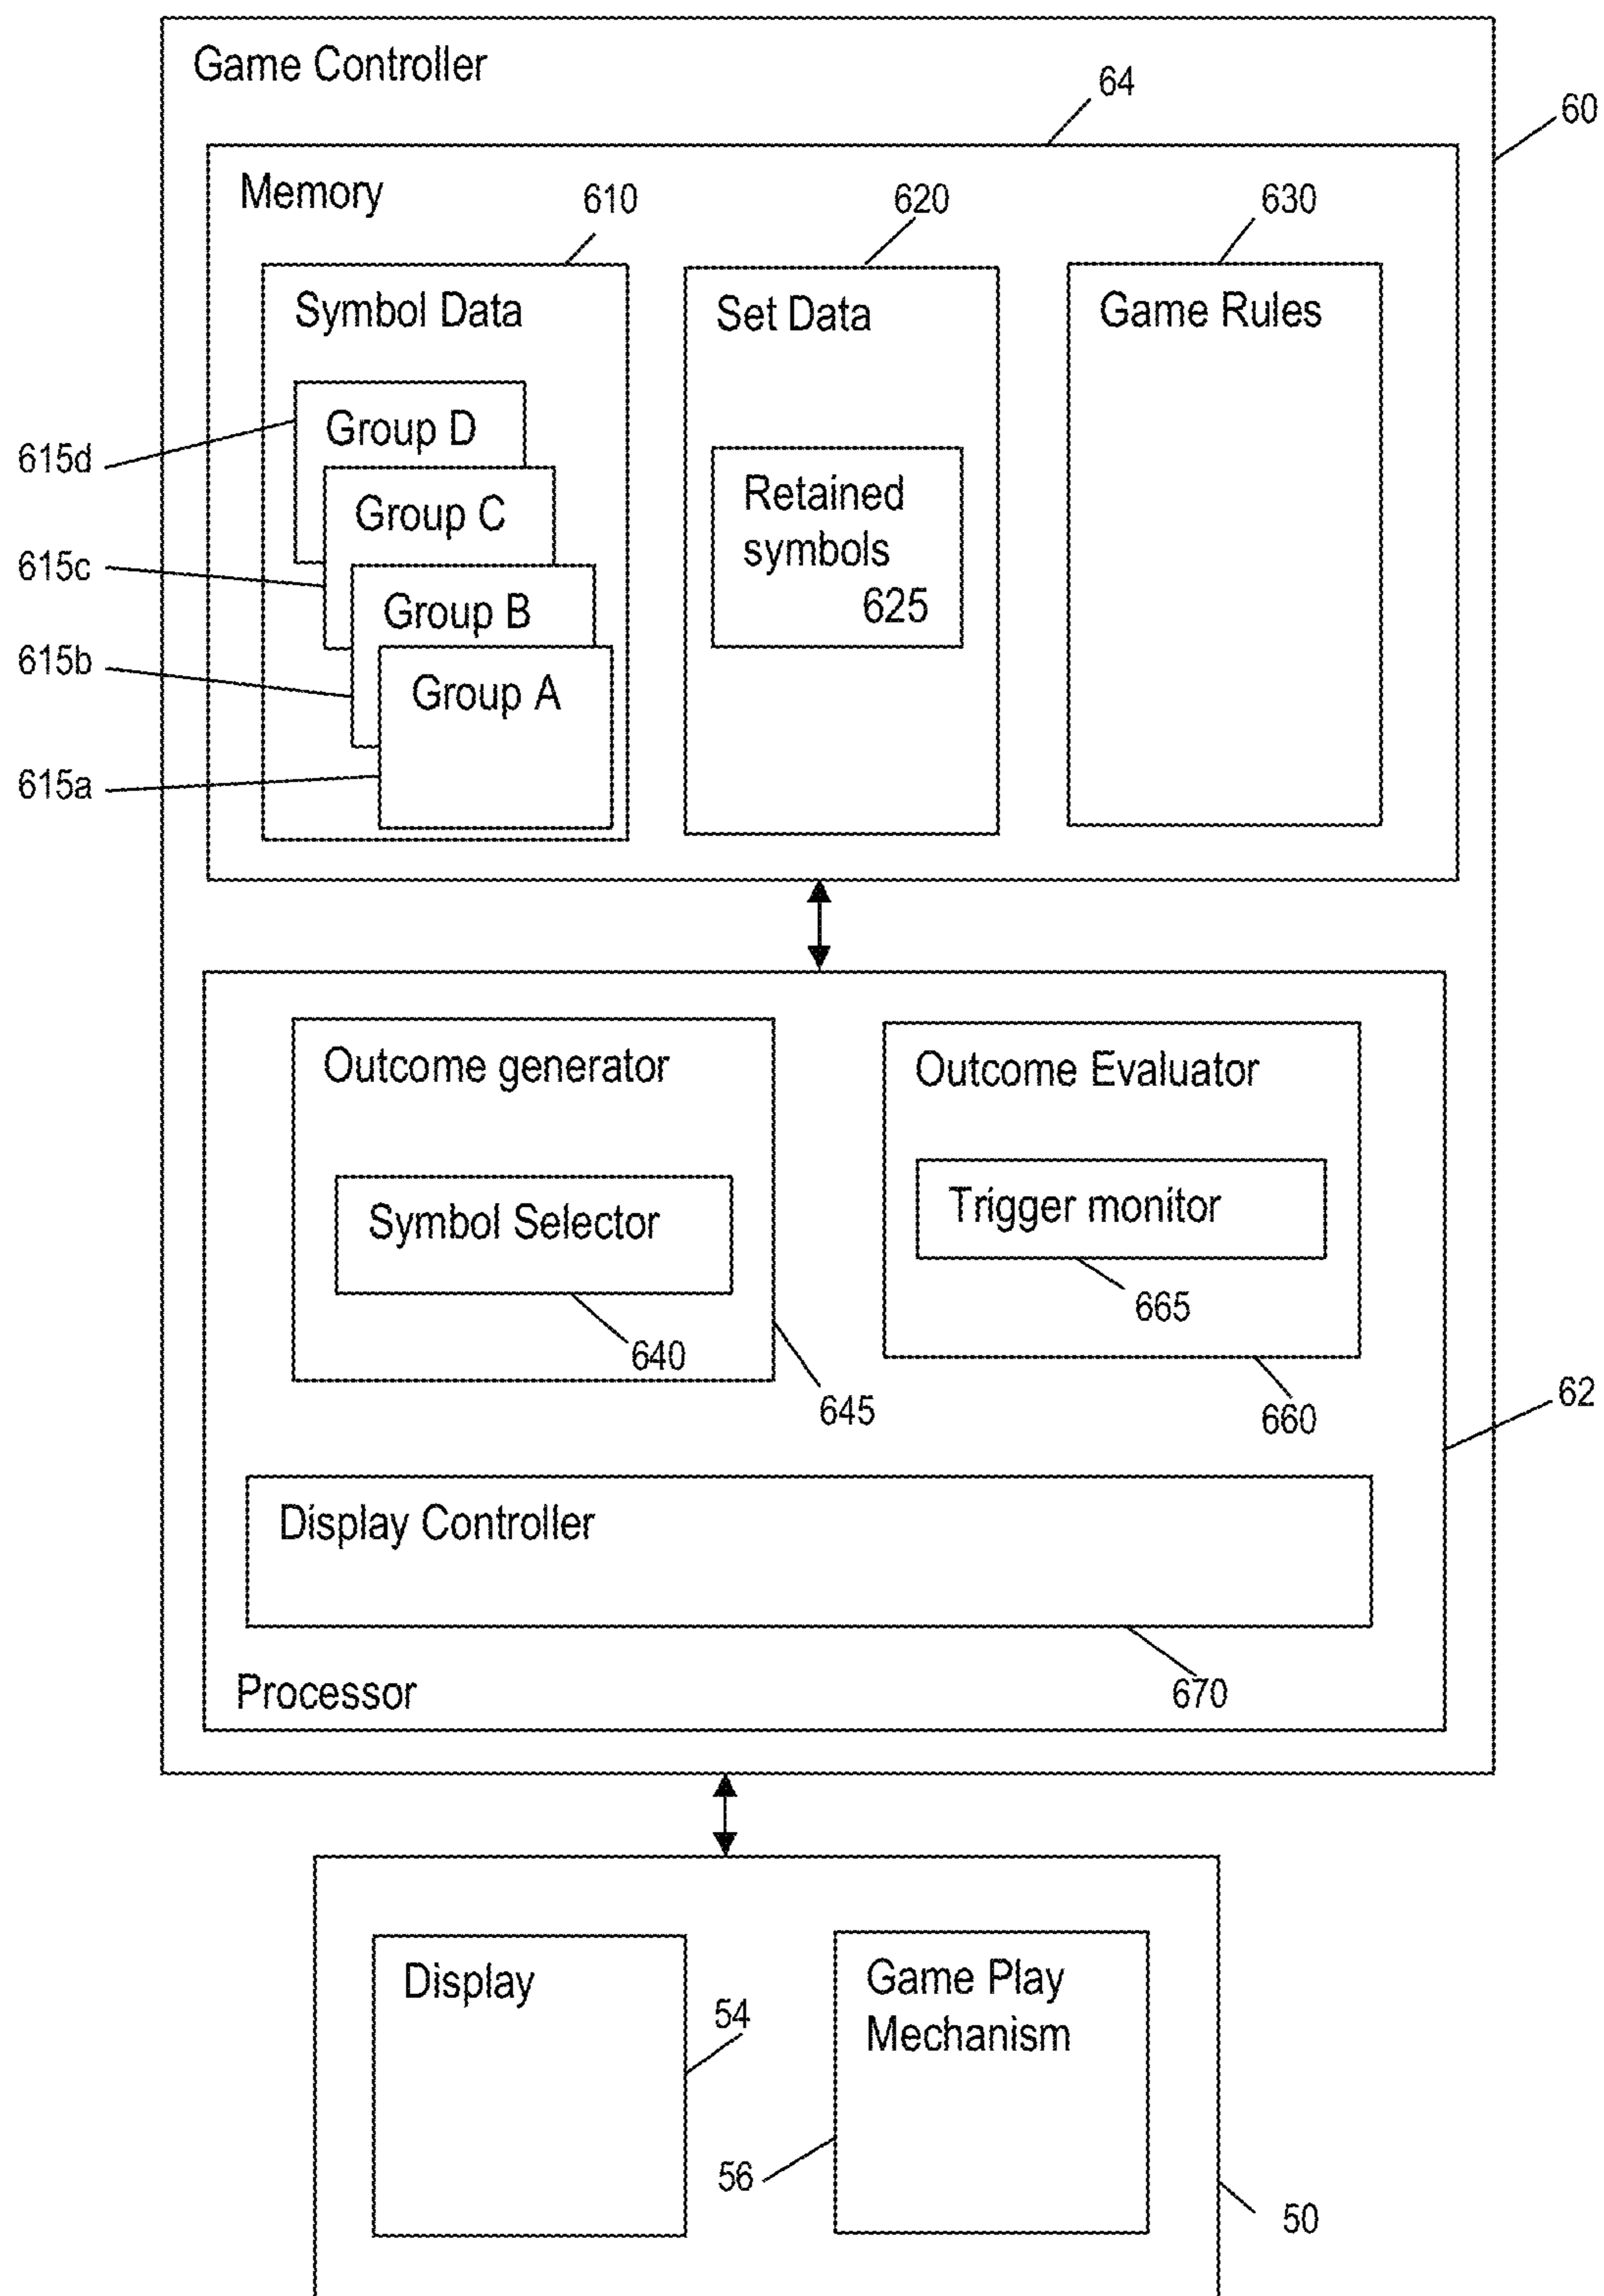 Game Controller
64
60
Memory
610
620
630
Symbol Data
Set Data
Game Rules
Group D
615d
Group C
Retained
symbols
625
615c
Group B
615b
Group A
615a
Outcome generator
Outcome Evaluator
Symbol Selector
Trigger monitor
665
640
645
660
62
Display Controller
Processor
670
Display
Game Play
Mechanism
54
56
50